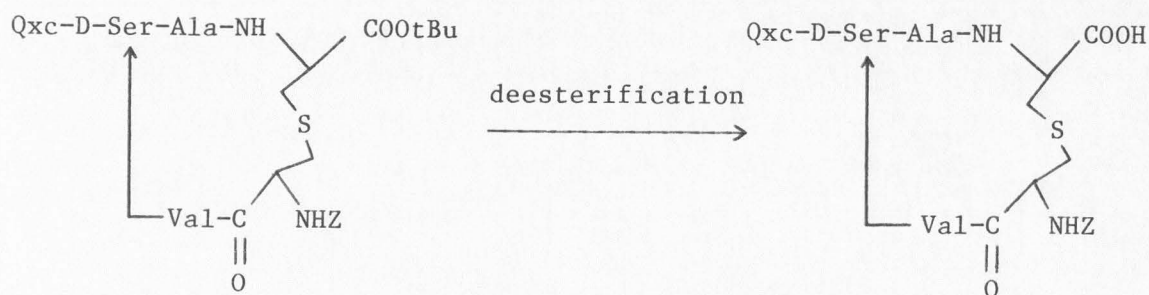 Qxc-D-Ser-Ala-NH COOtBu
S
Val-C NHZ
O
deesterification
Qxc-D-Ser-Ala-NH COOH
S
Val-C NHZ
O